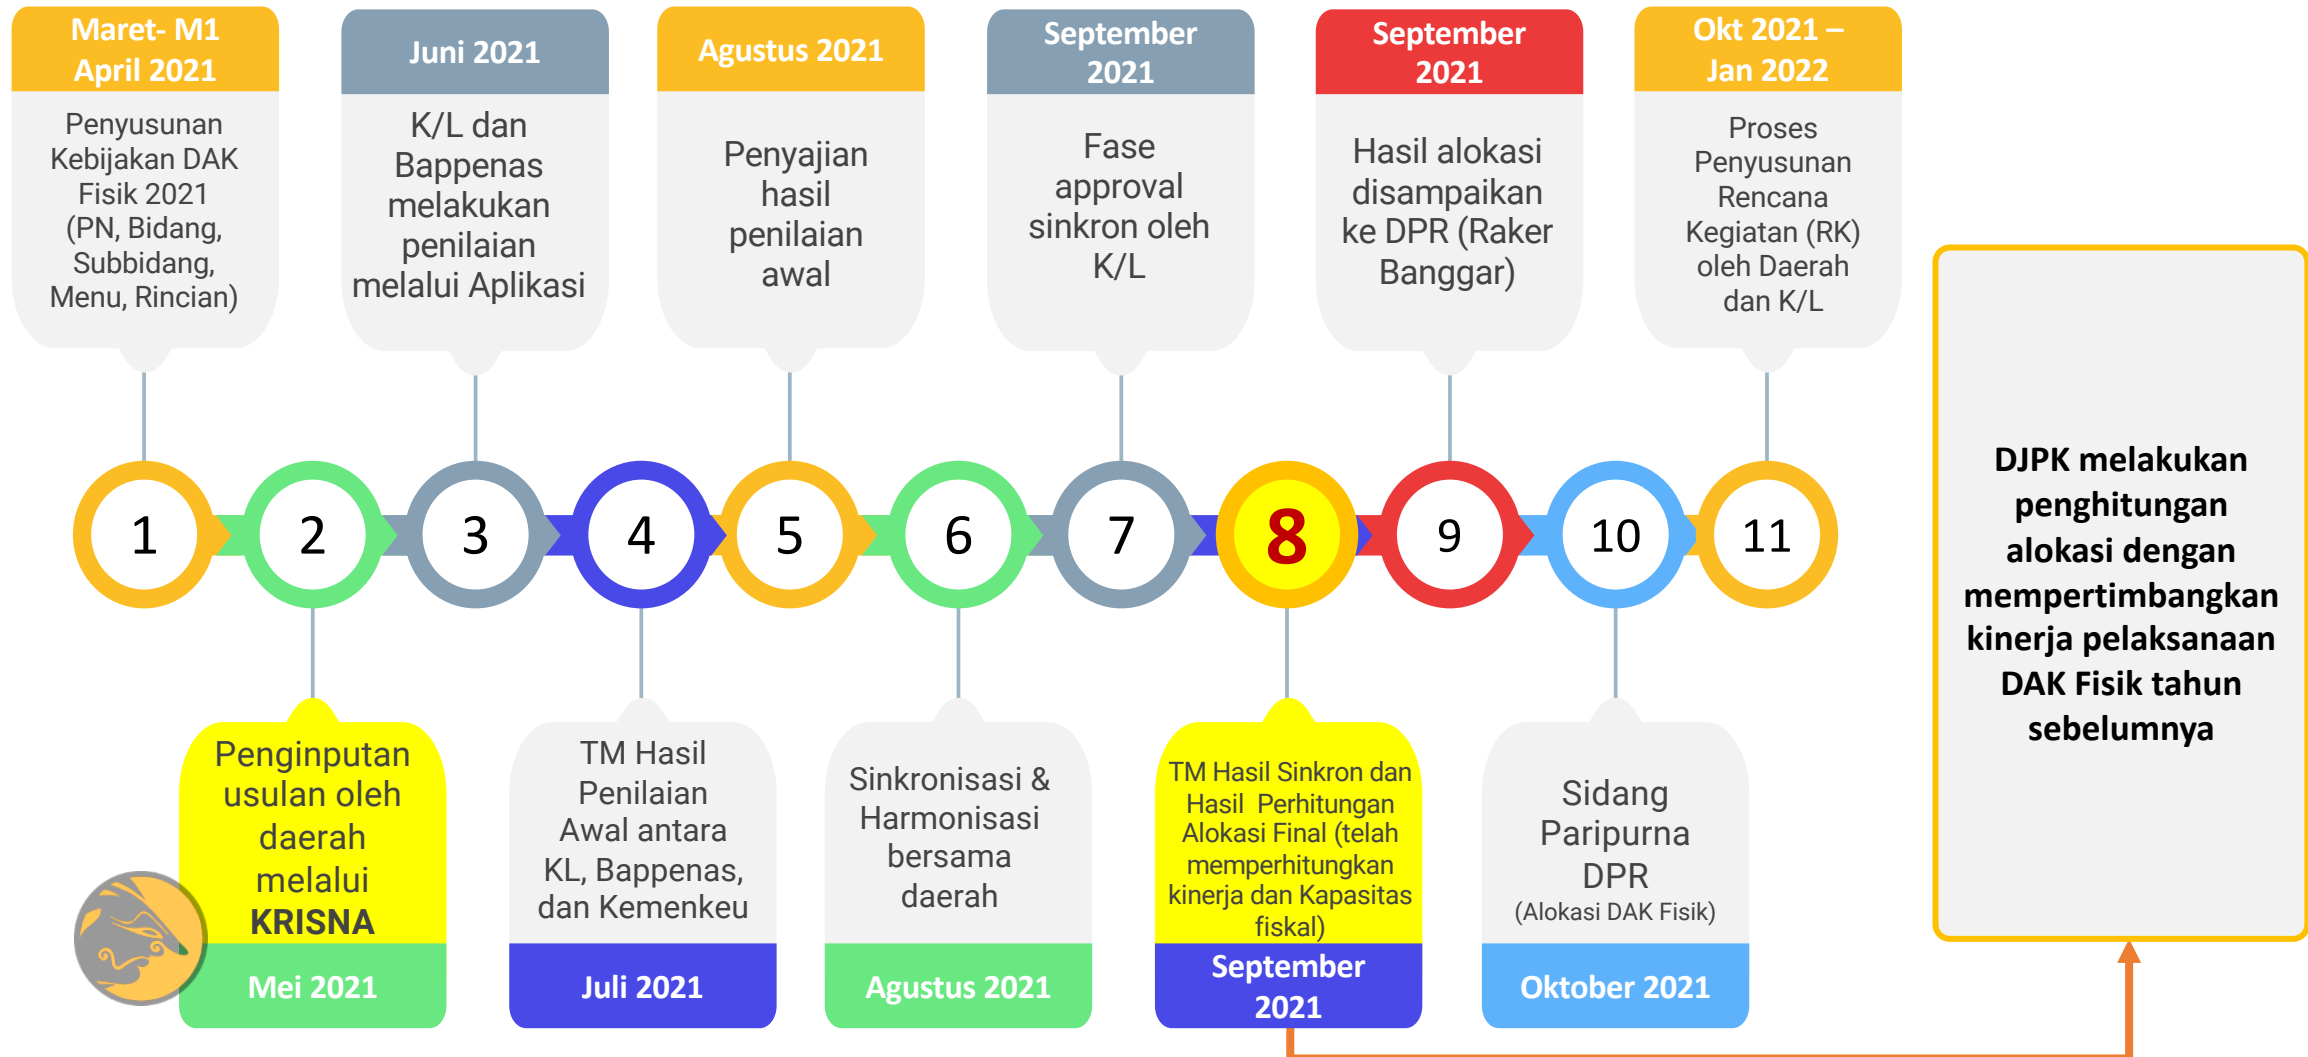 Maret- M1
April 2021
Penyusunan
Kebijakan DAK
Fisik 2021
(PN, Bidang,
Subbidang,
Menu, Rincian)
Juni 2021
K/L dan
Bappenas
melakukan
penilaian
melalui Aplikasi
Agustus 2021
Penyajian
hasil
penilaian
awal
September
2021
Fase
approval
sinkron oleh
K/L
September
2021
Hasil alokasi
disampaikan
ke DPR (Raker
Banggar)
Okt 2021 –
Jan 2022
Proses
Penyusunan
Rencana
Kegiatan (RK)
oleh Daerah
dan K/L
1
2
3
4
5
6
7
8
9
10
11
Penginputan
usulan oleh
daerah
melalui
KRISNA
Mei 2021
TM Hasil
Penilaian
Awal antara
KL, Bappenas,
dan Kemenkeu
Juli 2021
Sinkronisasi &
Harmonisasi
bersama
daerah
Agustus 2021
TM Hasil Sinkron dan
Hasil Perhitungan
Alokasi Final (telah
memperhitungkan
kinerja dan Kapasitas
fiskal)
September
2021
Sidang
Paripurna
DPR
(Alokasi DAK Fisik)
Oktober 2021
DJPK melakukan
penghitungan
alokasi dengan
mempertimbangkan
kinerja pelaksanaan
DAK Fisik tahun
sebelumnya